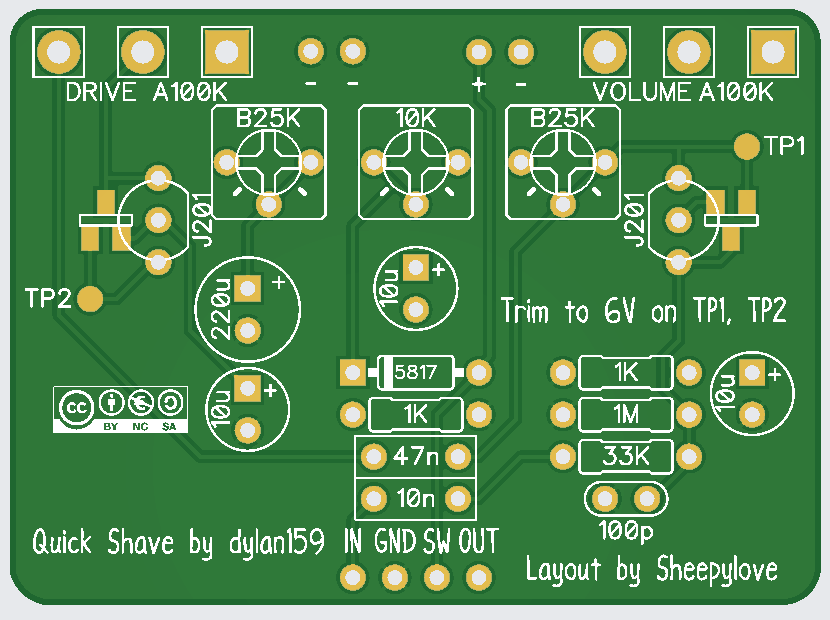 - - + -
DRIVE A100K
VOLUME A100K
B25K 10K B25K
TP1
J201
J201
TP2
220u
+
10u
+
Trim to 6V on TP1, TP2
5817
1K
10u
+
1K
10u
+
1M
cc BY NC SA
47n
33K
10n
100p
Quick Shave by dylan159
IN GND SW OUT
Layout by Sheepylove